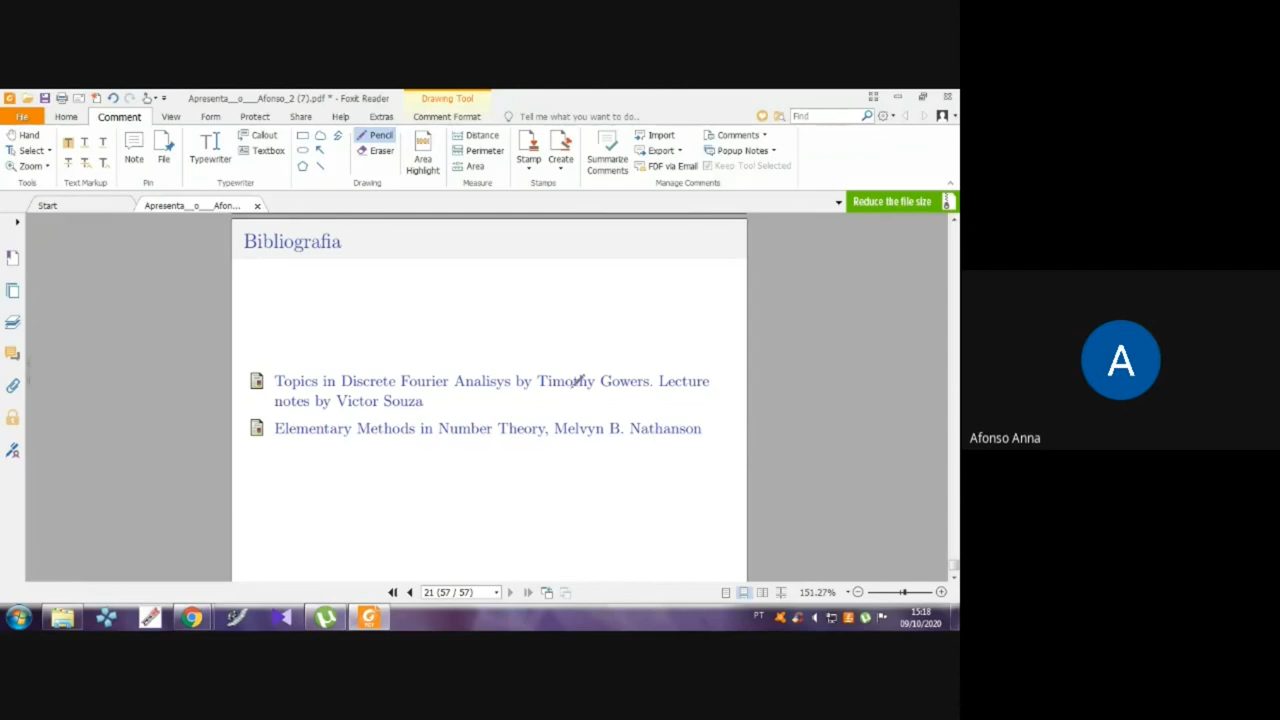 Apresenta__o___Afonso_2 (7).pdf * - Foxit Reader
Drawing Tool
File Home Comment View Form Protect Share Help Extras Comment Format Tell me what you want to do.. Find
Hand
Select
Zoom
Tools
Text Markup
Note
File
Pin
Typewriter
Callout
Textbox
Typewriter
Pencil
Eraser
Drawing
Area
Highlight
Distance
Perimeter
Area
Measure
Stamp
Create
Stamps
Summarize
Comments
Import
Export
FDF via Email
Comments
Popup Notes
Keep Tool Selected
Manage Comments
Start
Apresenta__o___Afon...
Reduce the file size
Bibliografia
Topics in Discrete Fourier Analisys by Timothy Gowers. Lecture
notes by Victor Souza
Elementary Methods in Number Theory, Melvyn B. Nathanson
21 (57 / 57)
151.27%
PT
15:18
09/10/2020
A
Afonso Anna